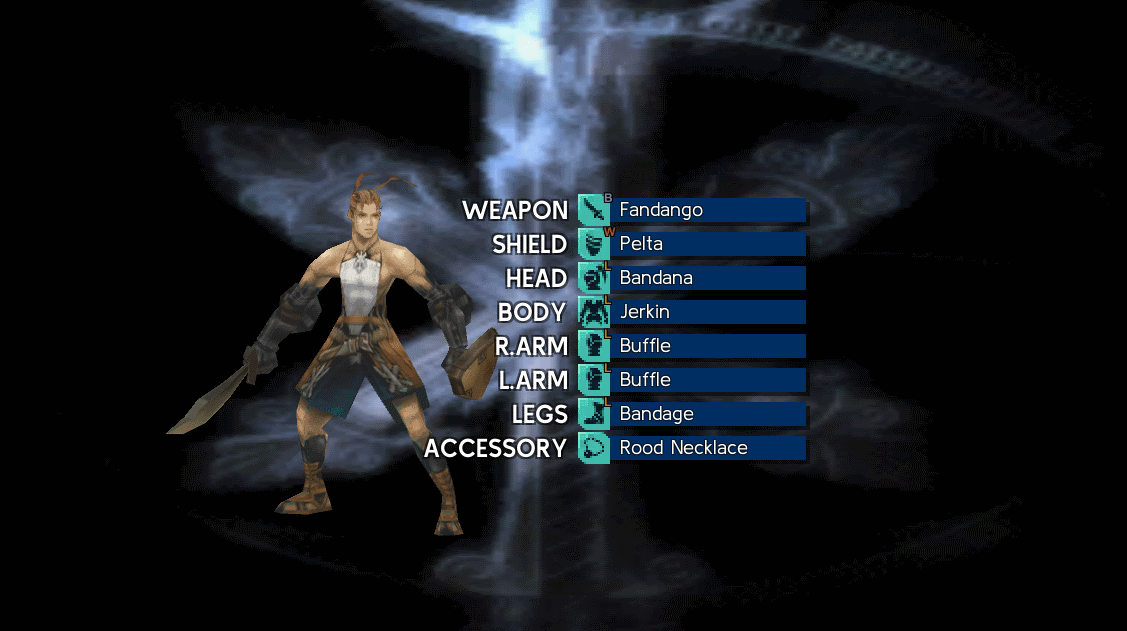 WEAPON B Fandango
SHIELD W Pelta
HEAD L Bandana
BODY L Jerkin
R.ARM L Buffle
L.ARM L Buffle
LEGS L Bandage
ACCESSORY Rood Necklace